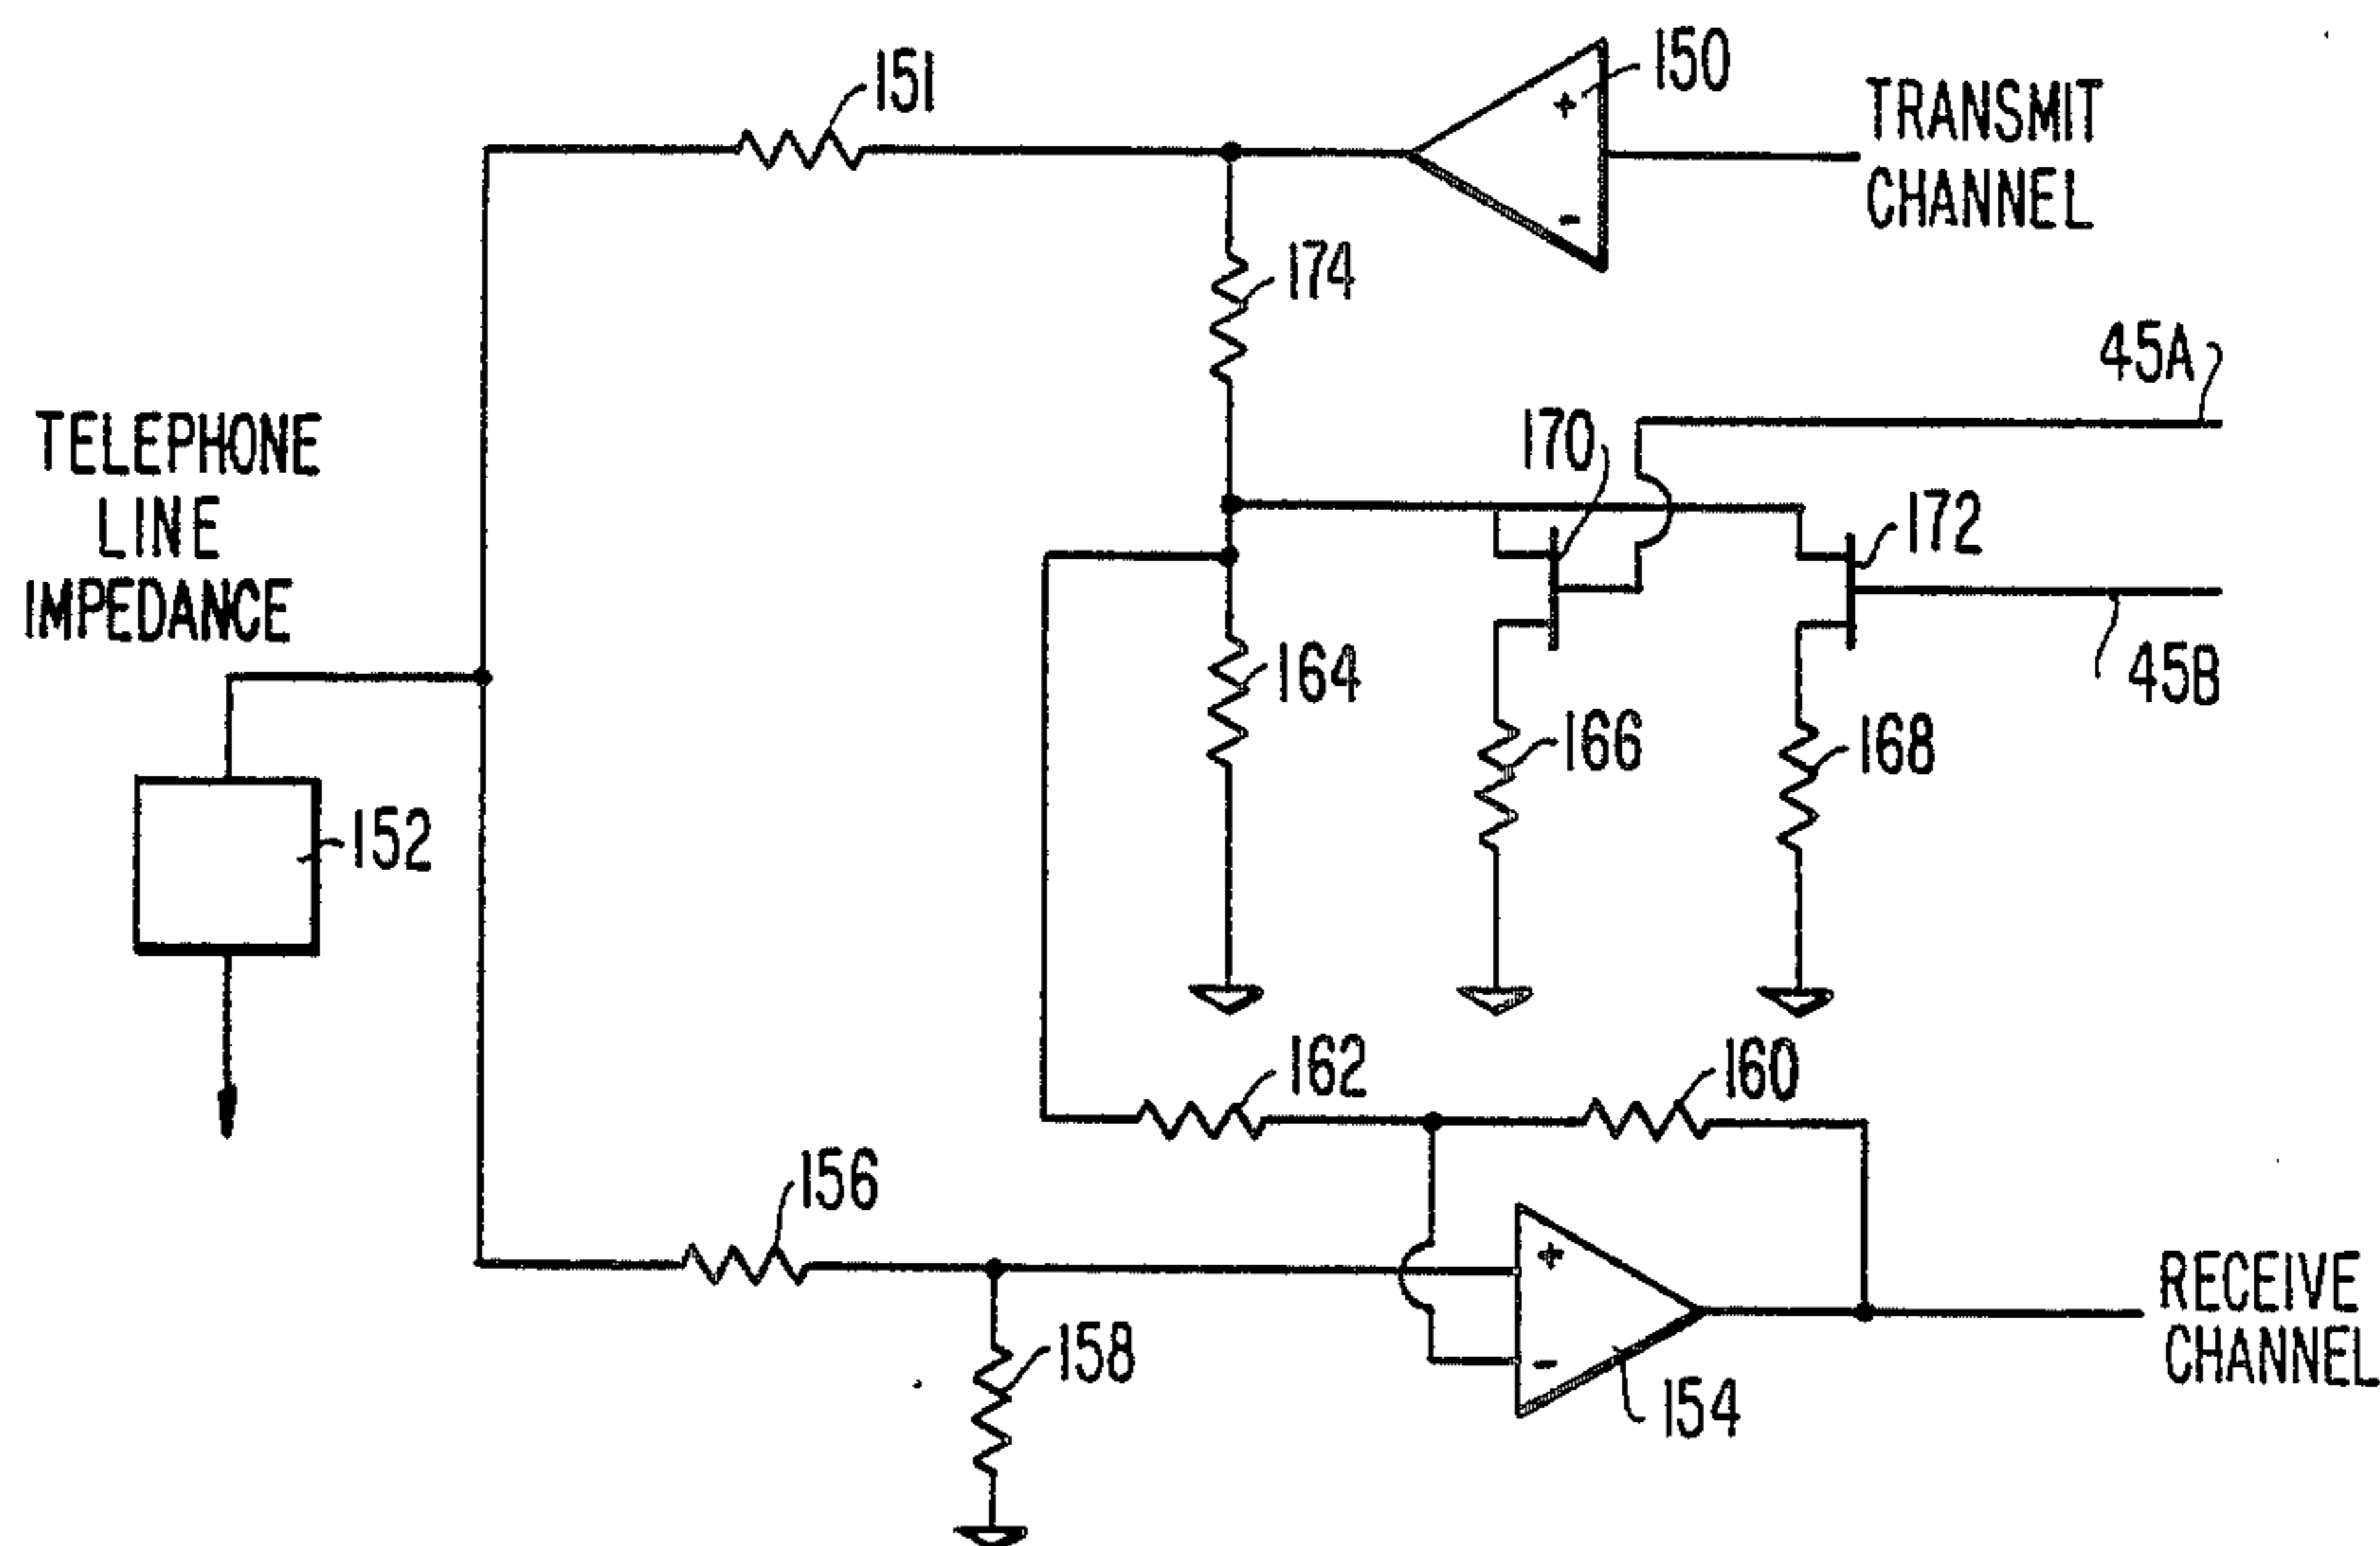 151
+
150
-
TRANSMIT
CHANNEL
174
45A
170
172
TELEPHONE
LINE
IMPEDANCE
164
45B
166
168
152
162
160
156
+
-
158
154
RECEIVE
CHANNEL